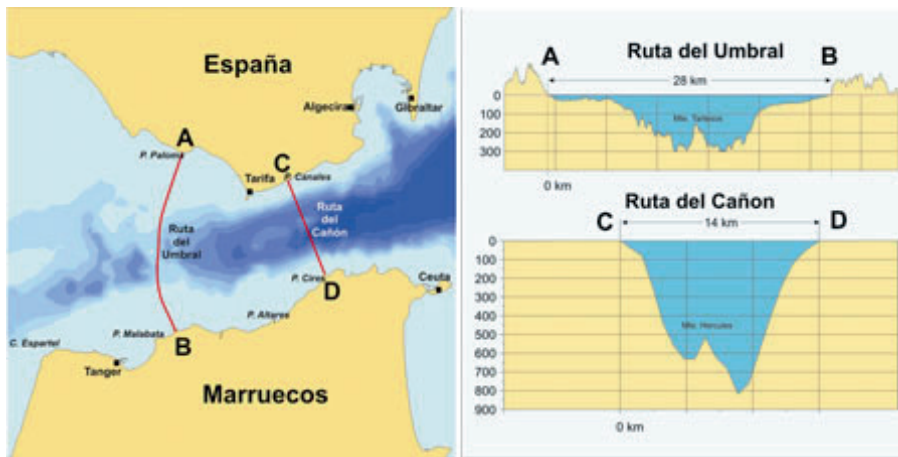 España
Algecira
Gibraltar
A
P. Paloma
C
P. Canales
Tarifa
Ruta
del
Cañón
Ruta
del
Umbral
P. Cires
D
Ceuta
P. Altares
P. Malabata
B
C. Espartel
Tanger
Marruecos
A
Ruta del Umbral
B
28 km
0
100
200
300
Mte. Tartesos
0 km
Ruta del Cañon
C
14 km
D
0
100
200
300
400
500
600
700
800
900
Mte. Hercules
0 km